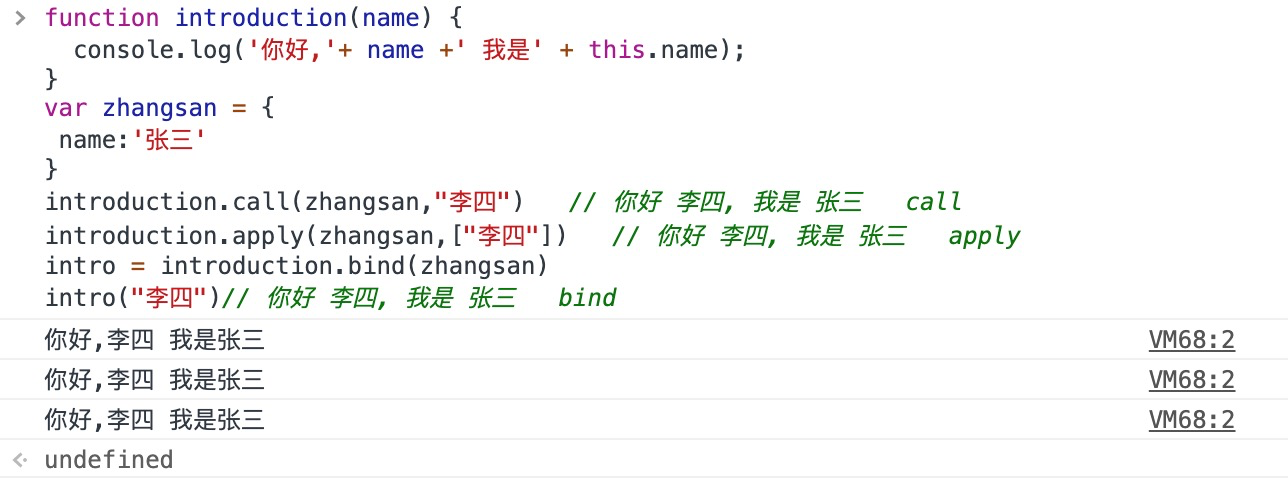 > function introduction(name) {
  console.log('你好,'+ name +' 我是' + this.name);
}
var zhangsan = {
 name:'张三'
}
introduction.call(zhangsan,"李四")   // 你好 李四, 我是 张三   call
introduction.apply(zhangsan,["李四"])   // 你好 李四, 我是 张三   apply
intro = introduction.bind(zhangsan)
intro("李四")// 你好 李四, 我是 张三   bind
你好,李四 我是张三 VM68:2
你好,李四 我是张三 VM68:2
你好,李四 我是张三 VM68:2
undefined